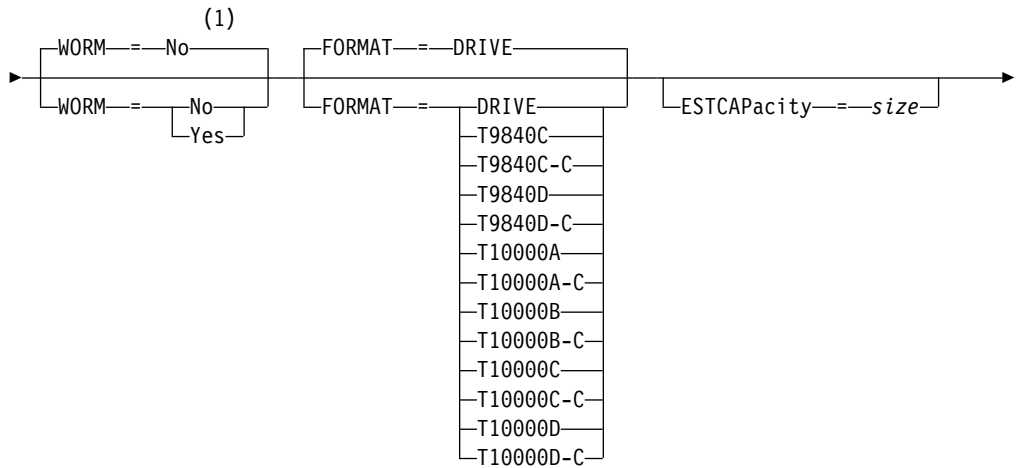 (1)
WORM = No FORMAT = DRIVE
WORM = No FORMAT = DRIVE ESTCAPacity = size
Yes T9840C
T9840C-C
T9840D
T9840D-C
T10000A
T10000A-C
T10000B
T10000B-C
T10000C
T10000C-C
T10000D
T10000D-C